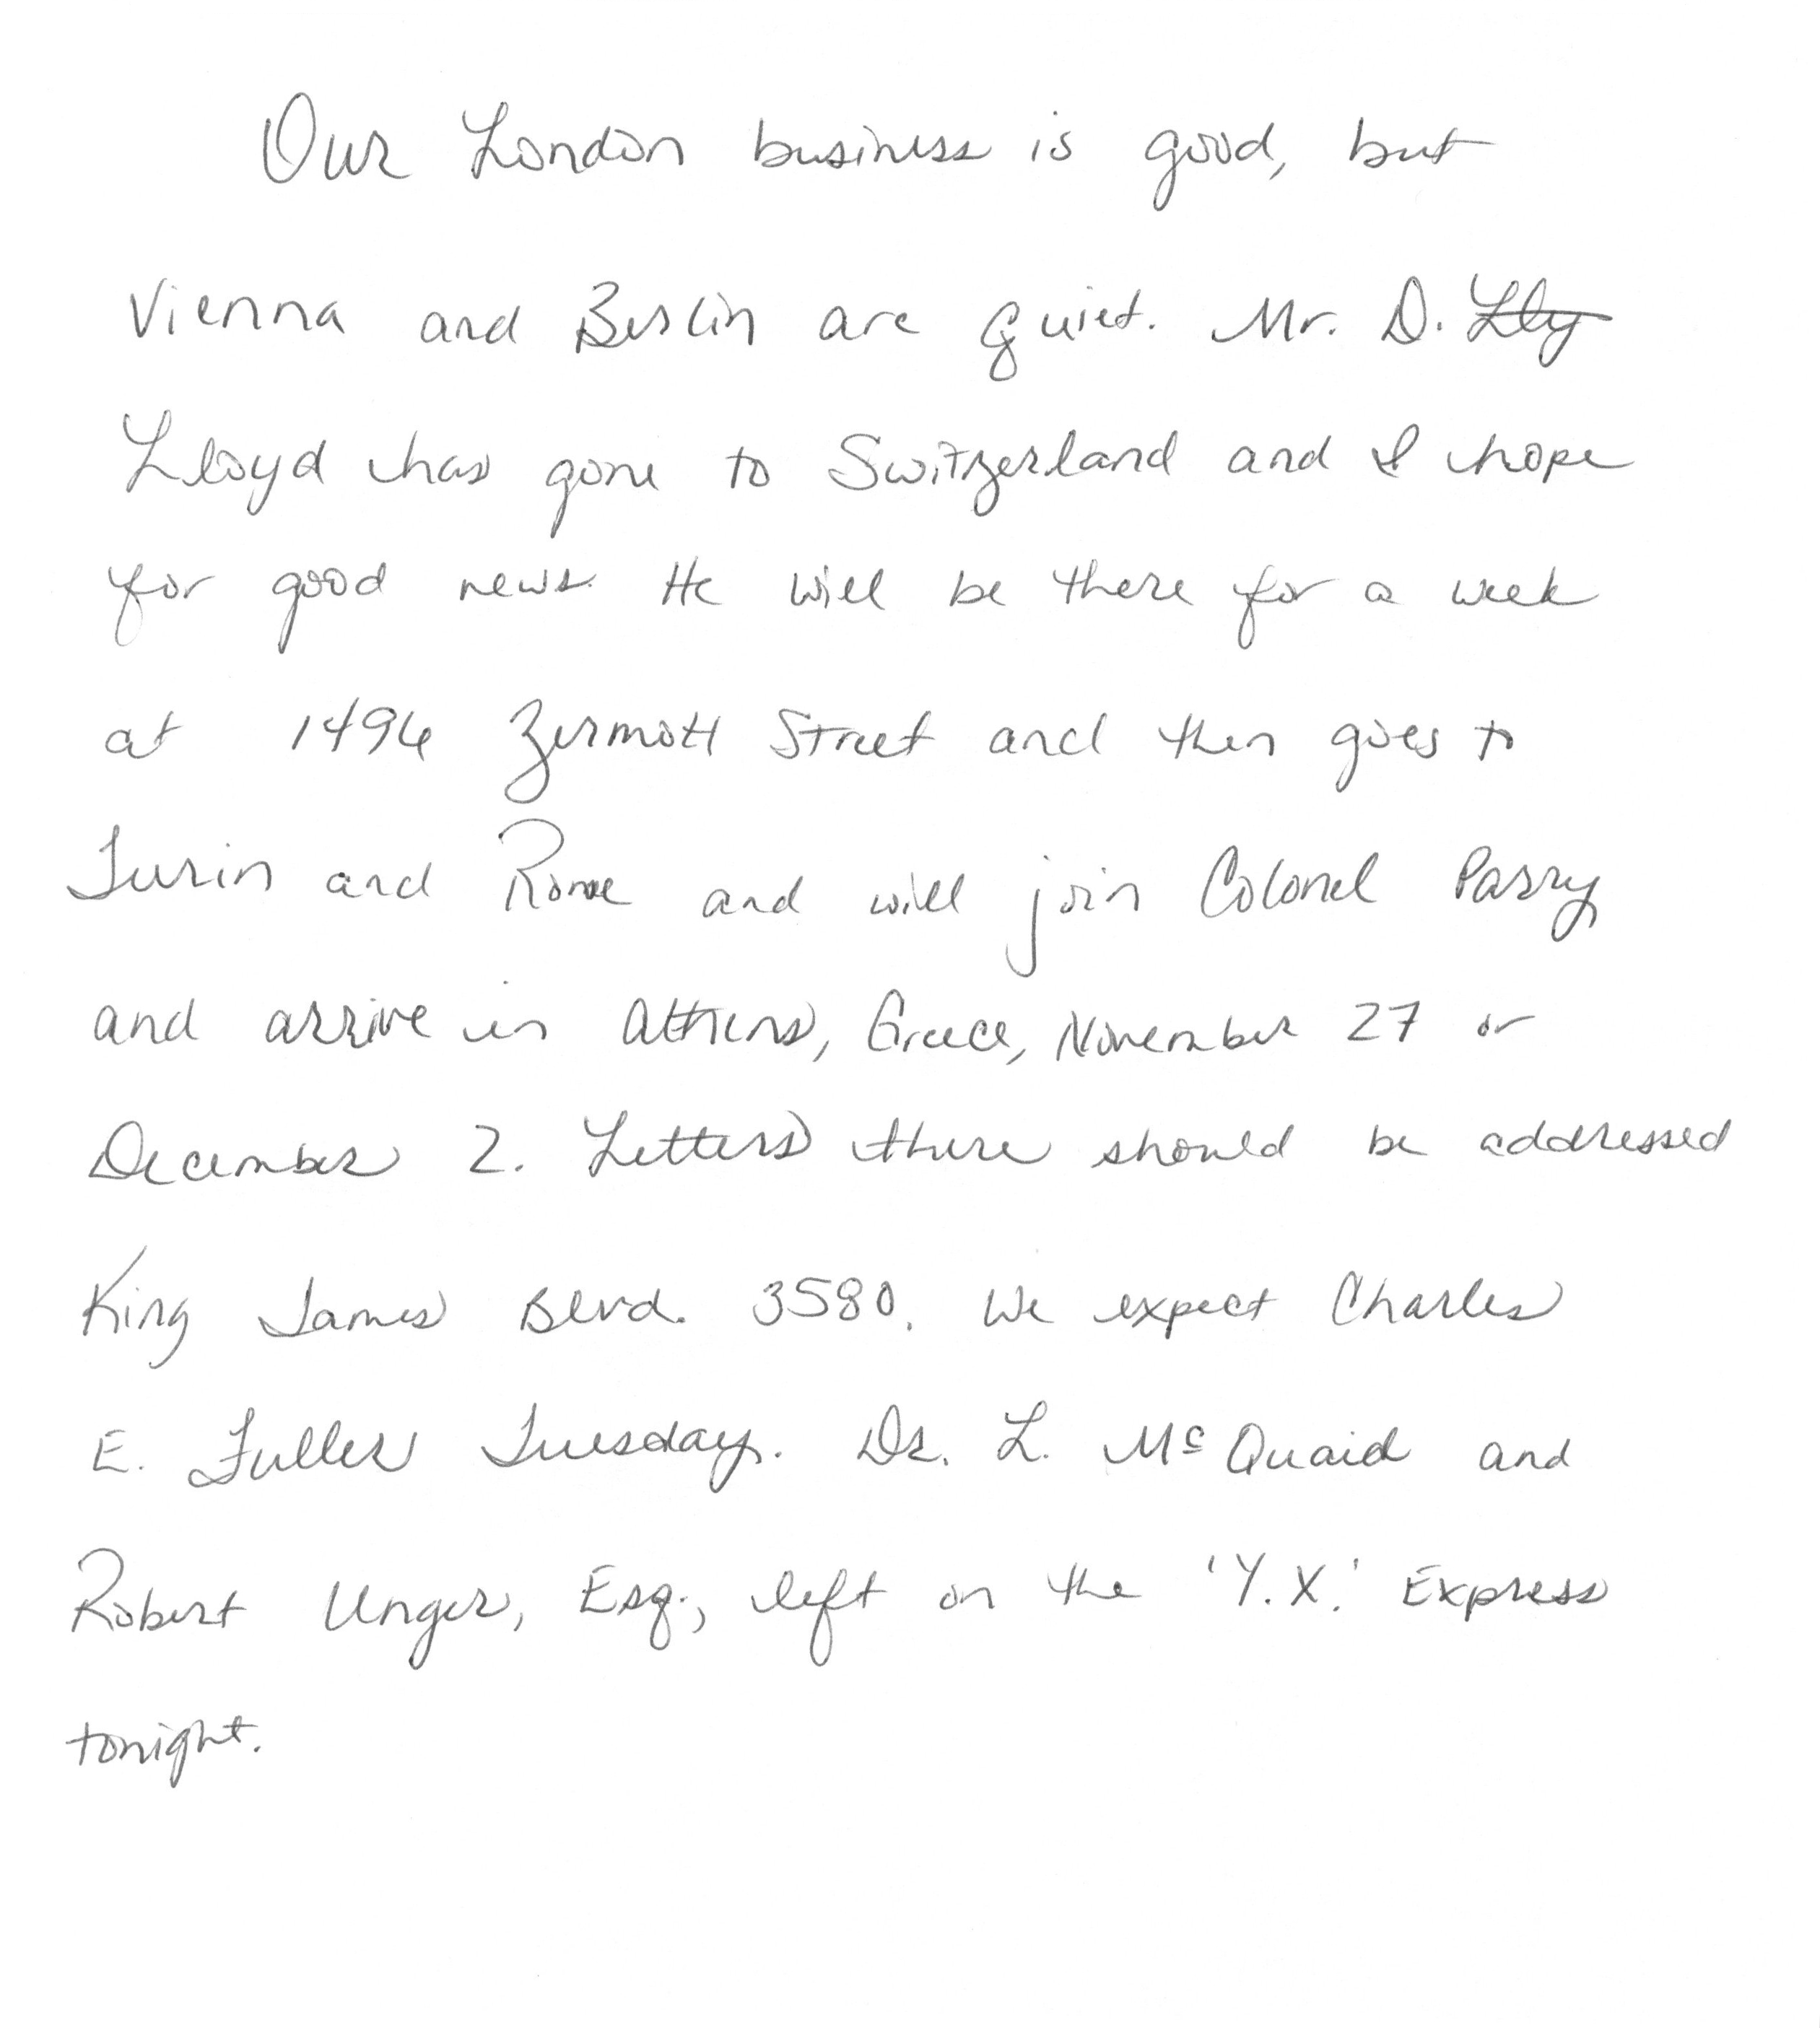 Our London business is good, but
Vienna and Berlin are quiet. Mr. D. Lly
Lloyd has gone to Switzerland and I hope
for good news. He will be there for a week
at 1496 Zermott Street and then goes to
Turin and Rome and will join Colonel Parry
and arrive in Athens, Greece, November 27 or
December 2. Letters there should be addressed
King James Blvd. 3580. We expect Charles
E. Fuller Tuesday. Dr. L. McQuaid and
Robert Unger, Esq., left on the 'Y.X.' Express
tonight.